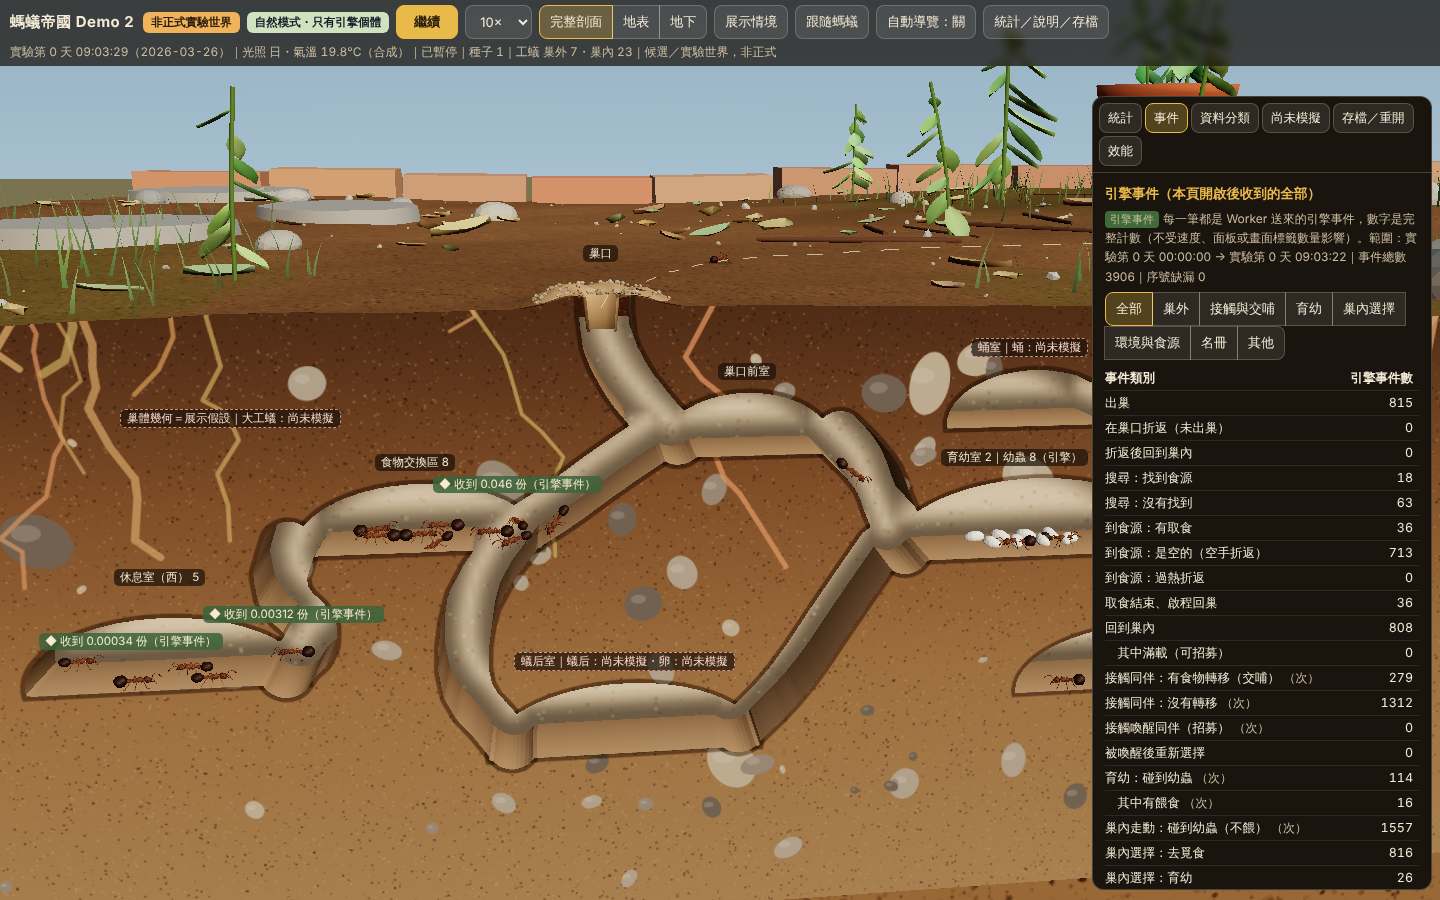 螞蟻帝國 Demo 2 非正式實驗世界 自然模式・只有引擎個體 繼續 10× 完整剖面 地表 地下 展示情境 跟隨螞蟻 自動導覽：關 統計／說明／存檔
實驗第 0 天 09:03:29（2026-03-26）｜光照 日・氣溫 19.8°C（合成）｜已暫停｜種子 1｜工蟻 巢外 7・巢內 23｜候選／實驗世界，非正式
統計 事件 資料分類 尚未模擬 存檔／重開
效能
引擎事件（本頁開啟後收到的全部）
引擎事件 每一筆都是 Worker 送來的引擎事件，數字是完
整計數（不受速度、面板或畫面標籤數量影響）。範圍：實
驗第 0 天 00:00:00 → 實驗第 0 天 09:03:22｜事件總數
3906｜序號缺漏 0
全部 巢外 接觸與交哺 育幼 巢內選擇
環境與食源 名冊 其他
事件類別 引擎事件數
出巢 815
在巢口折返（未出巢） 0
折返後回到巢內 0
搜尋：找到食源 18
搜尋：沒有找到 63
到食源：有取食 36
到食源：是空的（空手折返） 713
到食源：過熱折返 0
取食結束、啟程回巢 36
回到巢內 808
其中滿載（可招募） 0
接觸同伴：有食物轉移（交哺）（次） 279
接觸同伴：沒有轉移（次） 1312
接觸喚醒同伴（招募）（次） 0
被喚醒後重新選擇 0
育幼：碰到幼蟲（次） 114
其中有餵食（次） 16
巢內走動：碰到幼蟲（不餵）（次） 1557
巢內選擇：去覓食 816
巢內選擇：育幼 26
巢口
蛹室｜蛹：尚未模擬
巢口前室
巢體幾何＝展示假設｜大工蟻：尚未模擬
食物交換區 8
育幼室 2｜幼蟲 8（引擎）
◆ 收到 0.046 份（引擎事件）
休息室（西） 5
◆ 收到 0.00312 份（引擎事件）
◆ 收到 0.00034 份（引擎事件）
蟻后室｜蟻后：尚未模擬・卵：尚未模擬